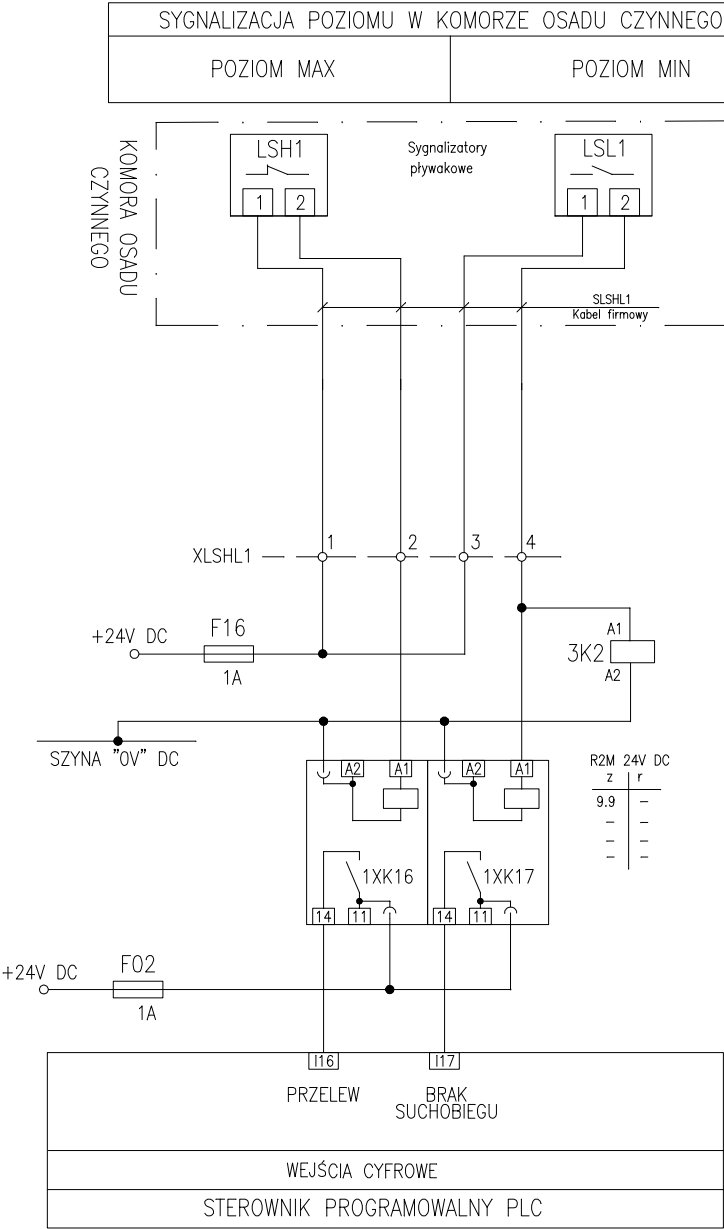 SYGNALIZACJA POZIOMU W KOMORZE OSADU CZYNNEGO
POZIOM MAX
POZIOM MIN
KOMORA OSADU
CZYNNEGO
LSH1
1 2
Sygnalizatory
pływakowe
LSL1
1 2
SLSHL1
Kabel firmowy
XLSHL1
1
2
3
4
+24V DC
F16
1A
A1
3K2
A2
SZYNA "0V" DC
A2 A1
A2 A1
R2M 24V DC
z r
9.9 –
– –
– –
– –
1XK16
1XK17
14 11
14 11
+24V DC
F02
1A
I16
I17
PRZELEW
BRAK
SUCHOBIEGU
WEJŚCIA CYFROWE
STEROWNIK PROGRAMOWALNY PLC